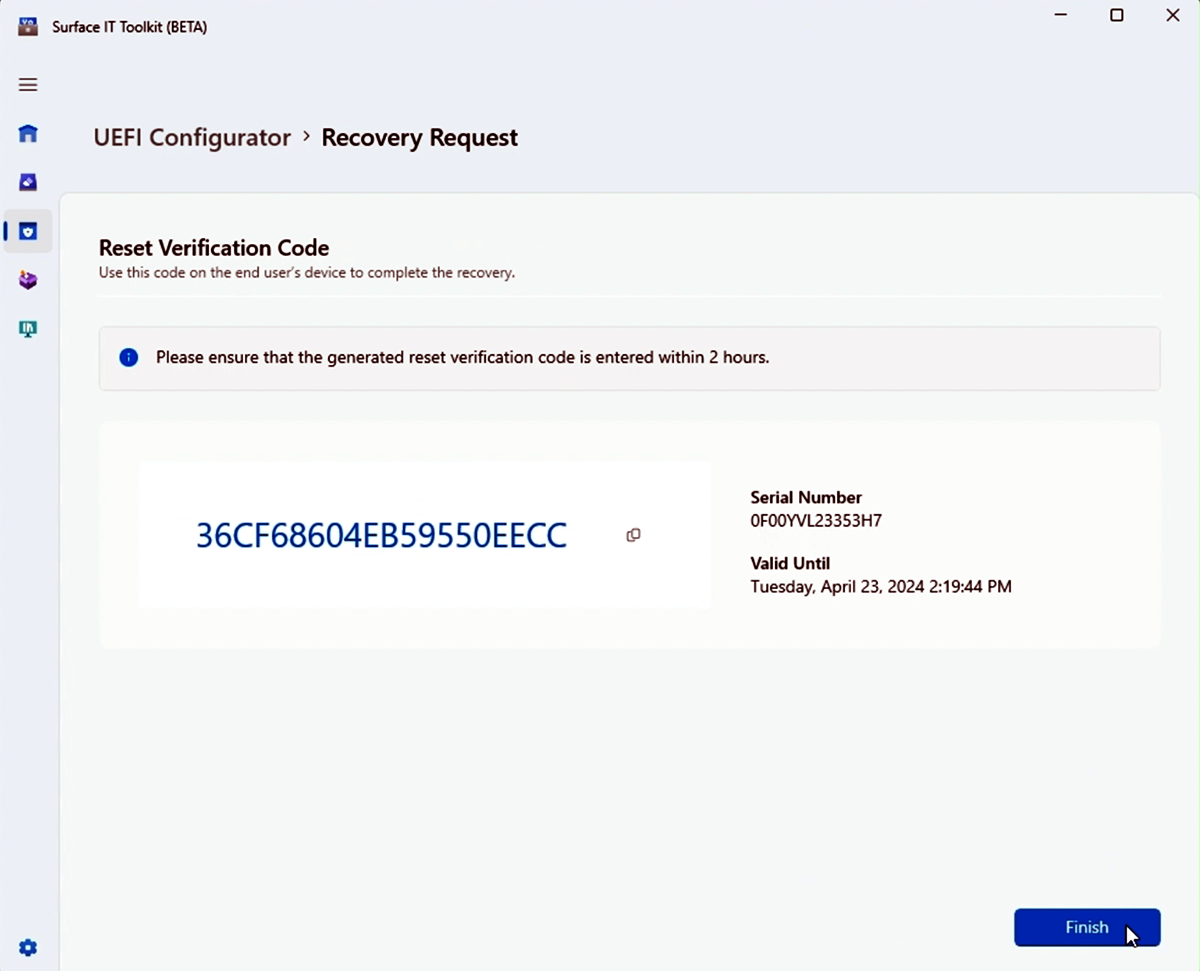 Surface IT Toolkit (BETA)
UEFI Configurator > Recovery Request
Reset Verification Code
Use this code on the end user's device to complete the recovery.
Please ensure that the generated reset verification code is entered within 2 hours.
36CF68604EB59550EECC
Serial Number
0F00YVL23353H7
Valid Until
Tuesday, April 23, 2024 2:19:44 PM
Finish